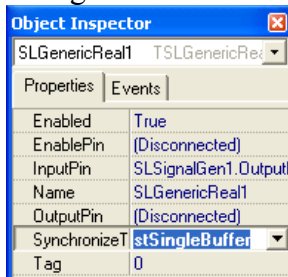 Object Inspector
SLGenericReal1 TSLGenericRea
Properties Events
Enabled True
EnablePin (Disconnected)
InputPin SLSignalGen1.Outputl
Name SLGenericReal1
OutputPin (Disconnected)
SynchronizeT stSingleBuffer
Tag 0